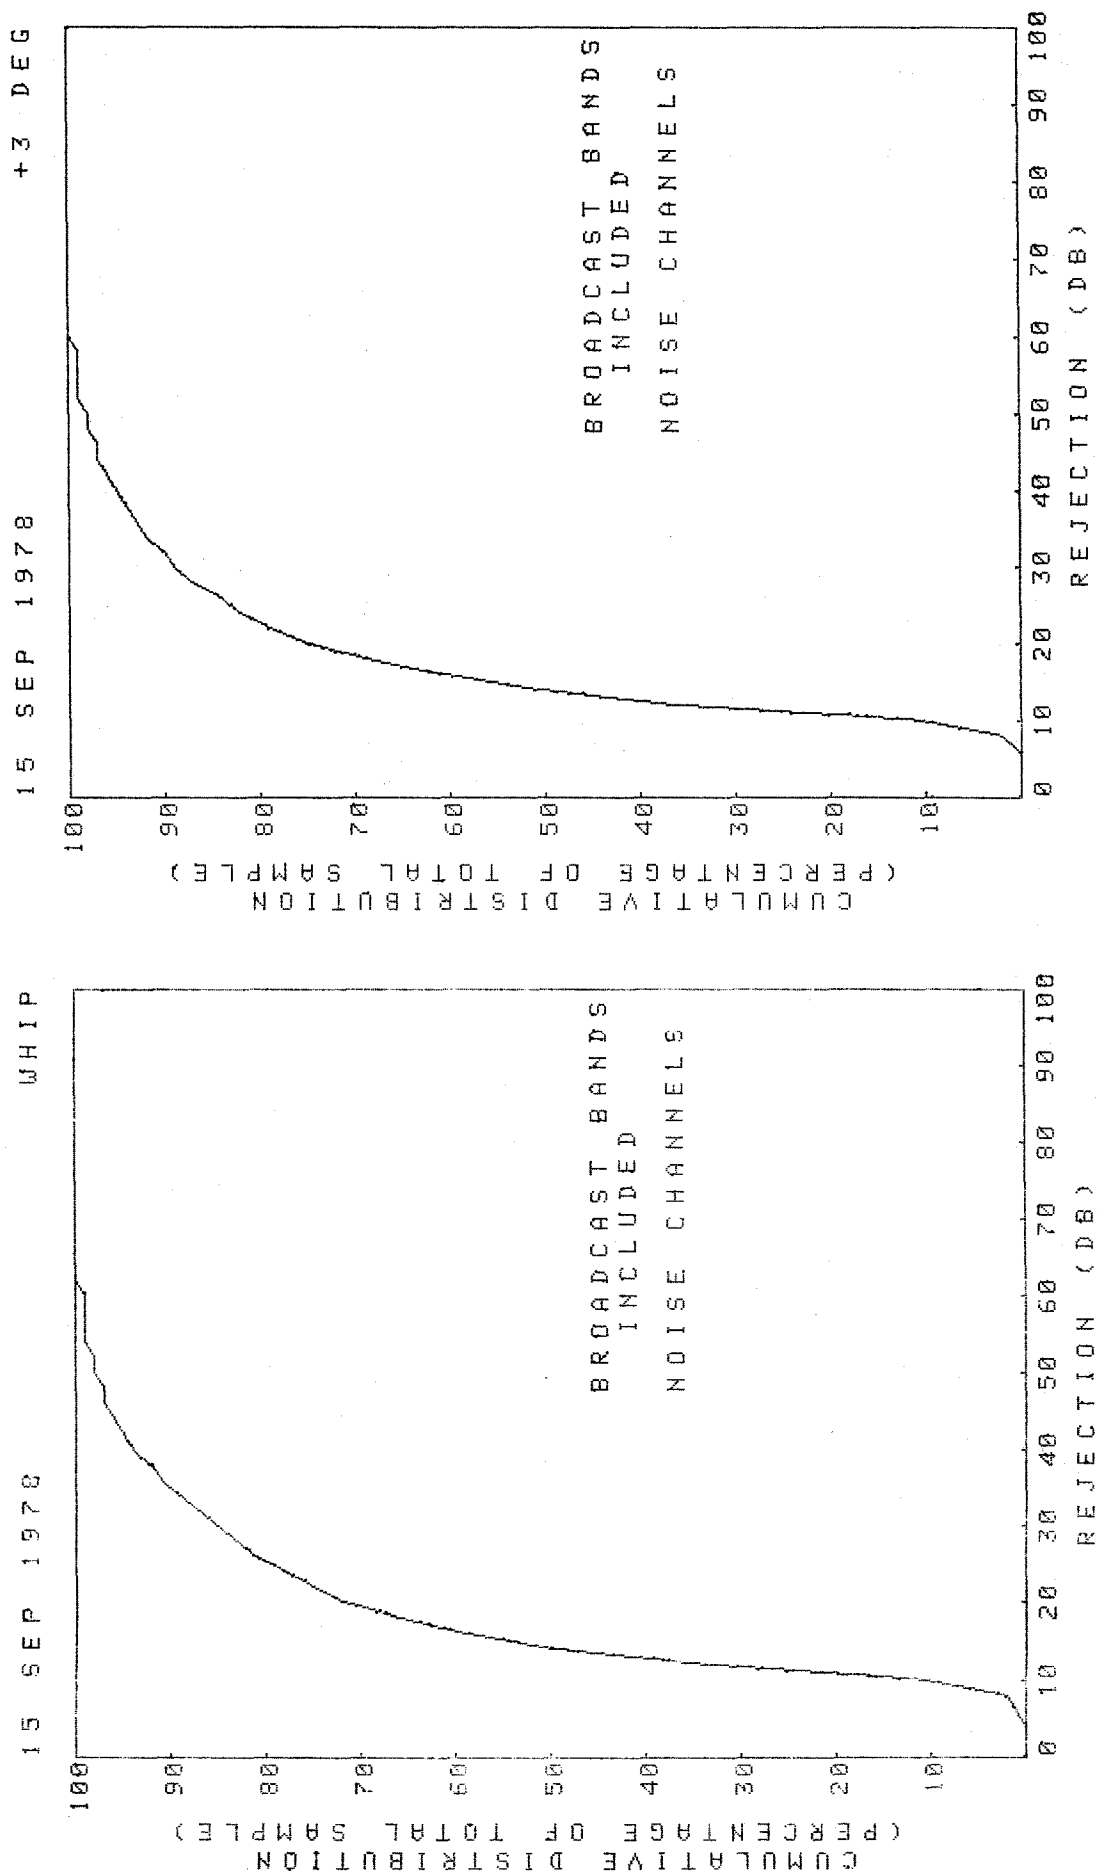 15 SEP 1978 WHIP
CUMULATIVE DISTRIBUTION
(PERCENTAGE OF TOTAL SAMPLE)
100
90
80
70
60
50
40
30
20
10
BROADCAST BANDS
INCLUDED
NOISE CHANNELS
0 10 20 30 40 50 60 70 80 90 100
REJECTION (DB)
15 SEP 1978 +3 DEG
CUMULATIVE DISTRIBUTION
(PERCENTAGE OF TOTAL SAMPLE)
100
90
80
70
60
50
40
30
20
10
BROADCAST BANDS
INCLUDED
NOISE CHANNELS
0 10 20 30 40 50 60 70 80 90 100
REJECTION (DB)